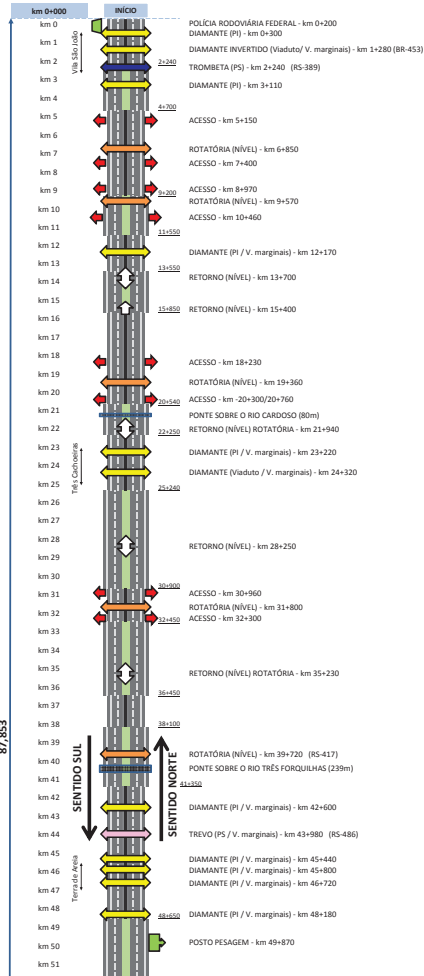 km 0+000 INÍCIO
km 0 POLÍCIA RODOVIÁRIA FEDERAL - km 0+200
DIAMANTE (PI) - km 0+300
km 1 DIAMANTE INVERTIDO (Viaduto/ V. marginais) - km 1+280 (BR-453)
Vila São João
km 2 2+240 TROMBETA (PS) - km 2+240 (RS-389)
km 3 DIAMANTE (PI) - km 3+110
km 4
4+700
km 5 ACESSO - km 5+150
km 6
km 7 ROTATÓRIA (NÍVEL) - km 6+850
ACESSO - km 7+400
km 8
km 9 9+200 ACESSO - km 8+970
ROTATÓRIA (NÍVEL) - km 9+570
km 10 ACESSO - km 10+460
km 11 11+550
km 12 DIAMANTE (PI / V. marginais) - km 12+170
km 13 13+550
km 14 RETORNO (NÍVEL) - km 13+700
km 15 15+850 RETORNO (NÍVEL) - km 15+400
km 16
km 17
km 18 ACESSO - km 18+230
km 19 ROTATÓRIA (NÍVEL) - km 19+360
km 20 20+540 ACESSO - km -20+300/20+760
km 21 PONTE SOBRE O RIO CARDOSO (80m)
km 22 22+250 RETORNO (NÍVEL) ROTATÓRIA - km 21+940
km 23 DIAMANTE (PI / V. marginais) - km 23+220
Três Cachoeiras
km 24 DIAMANTE (Viaduto / V. marginais) - km 24+320
km 25 25+240
km 26
km 27
km 28 RETORNO (NÍVEL) - km 28+250
km 29
km 30 30+900
km 31 ACESSO - km 30+960
km 32 ROTATÓRIA (NÍVEL) - km 31+800
32+450 ACESSO - km 32+300
km 33
km 34
km 35 RETORNO (NÍVEL) ROTATÓRIA - km 35+230
km 36 36+450
km 37
km 38 38+100
87,853
km 39 ROTATÓRIA (NÍVEL) - km 39+720 (RS-417)
km 40 PONTE SOBRE O RIO TRÊS FORQUILHAS (239m)
SENTIDO SUL
SENTIDO NORTE
km 41 41+350
km 42 DIAMANTE (PI / V. marginais) - km 42+600
km 43
km 44 TREVO (PS / V. marginais) - km 43+980 (RS-486)
km 45 DIAMANTE (PI / V. marginais) - km 45+440
km 46 DIAMANTE (PI / V. marginais) - km 45+800
Terra de Areia
km 47 DIAMANTE (PI / V. marginais) - km 46+720
km 48 48+650 DIAMANTE (PI / V. marginais) - km 48+180
km 49
km 50 POSTO PESAGEM - km 49+870
km 51